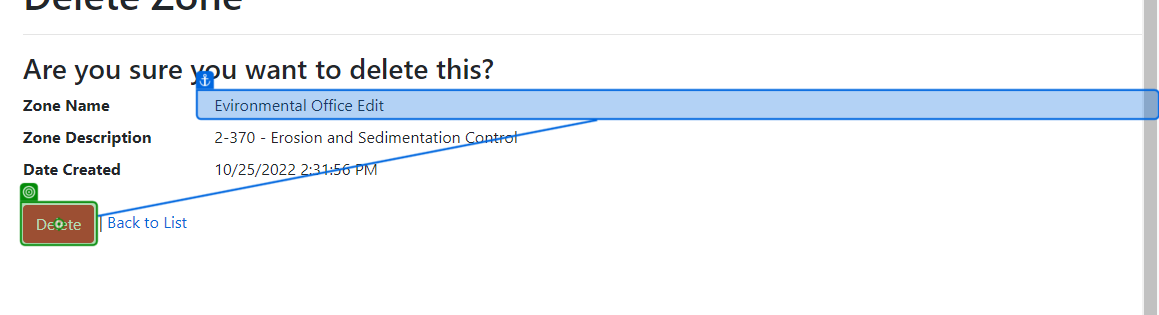 Delete Zone
Are you sure you want to delete this?
Zone Name Evironmental Office Edit
Zone Description 2-370 - Erosion and Sedimentation Control
Date Created 10/25/2022 2:31:56 PM
Delete | Back to List